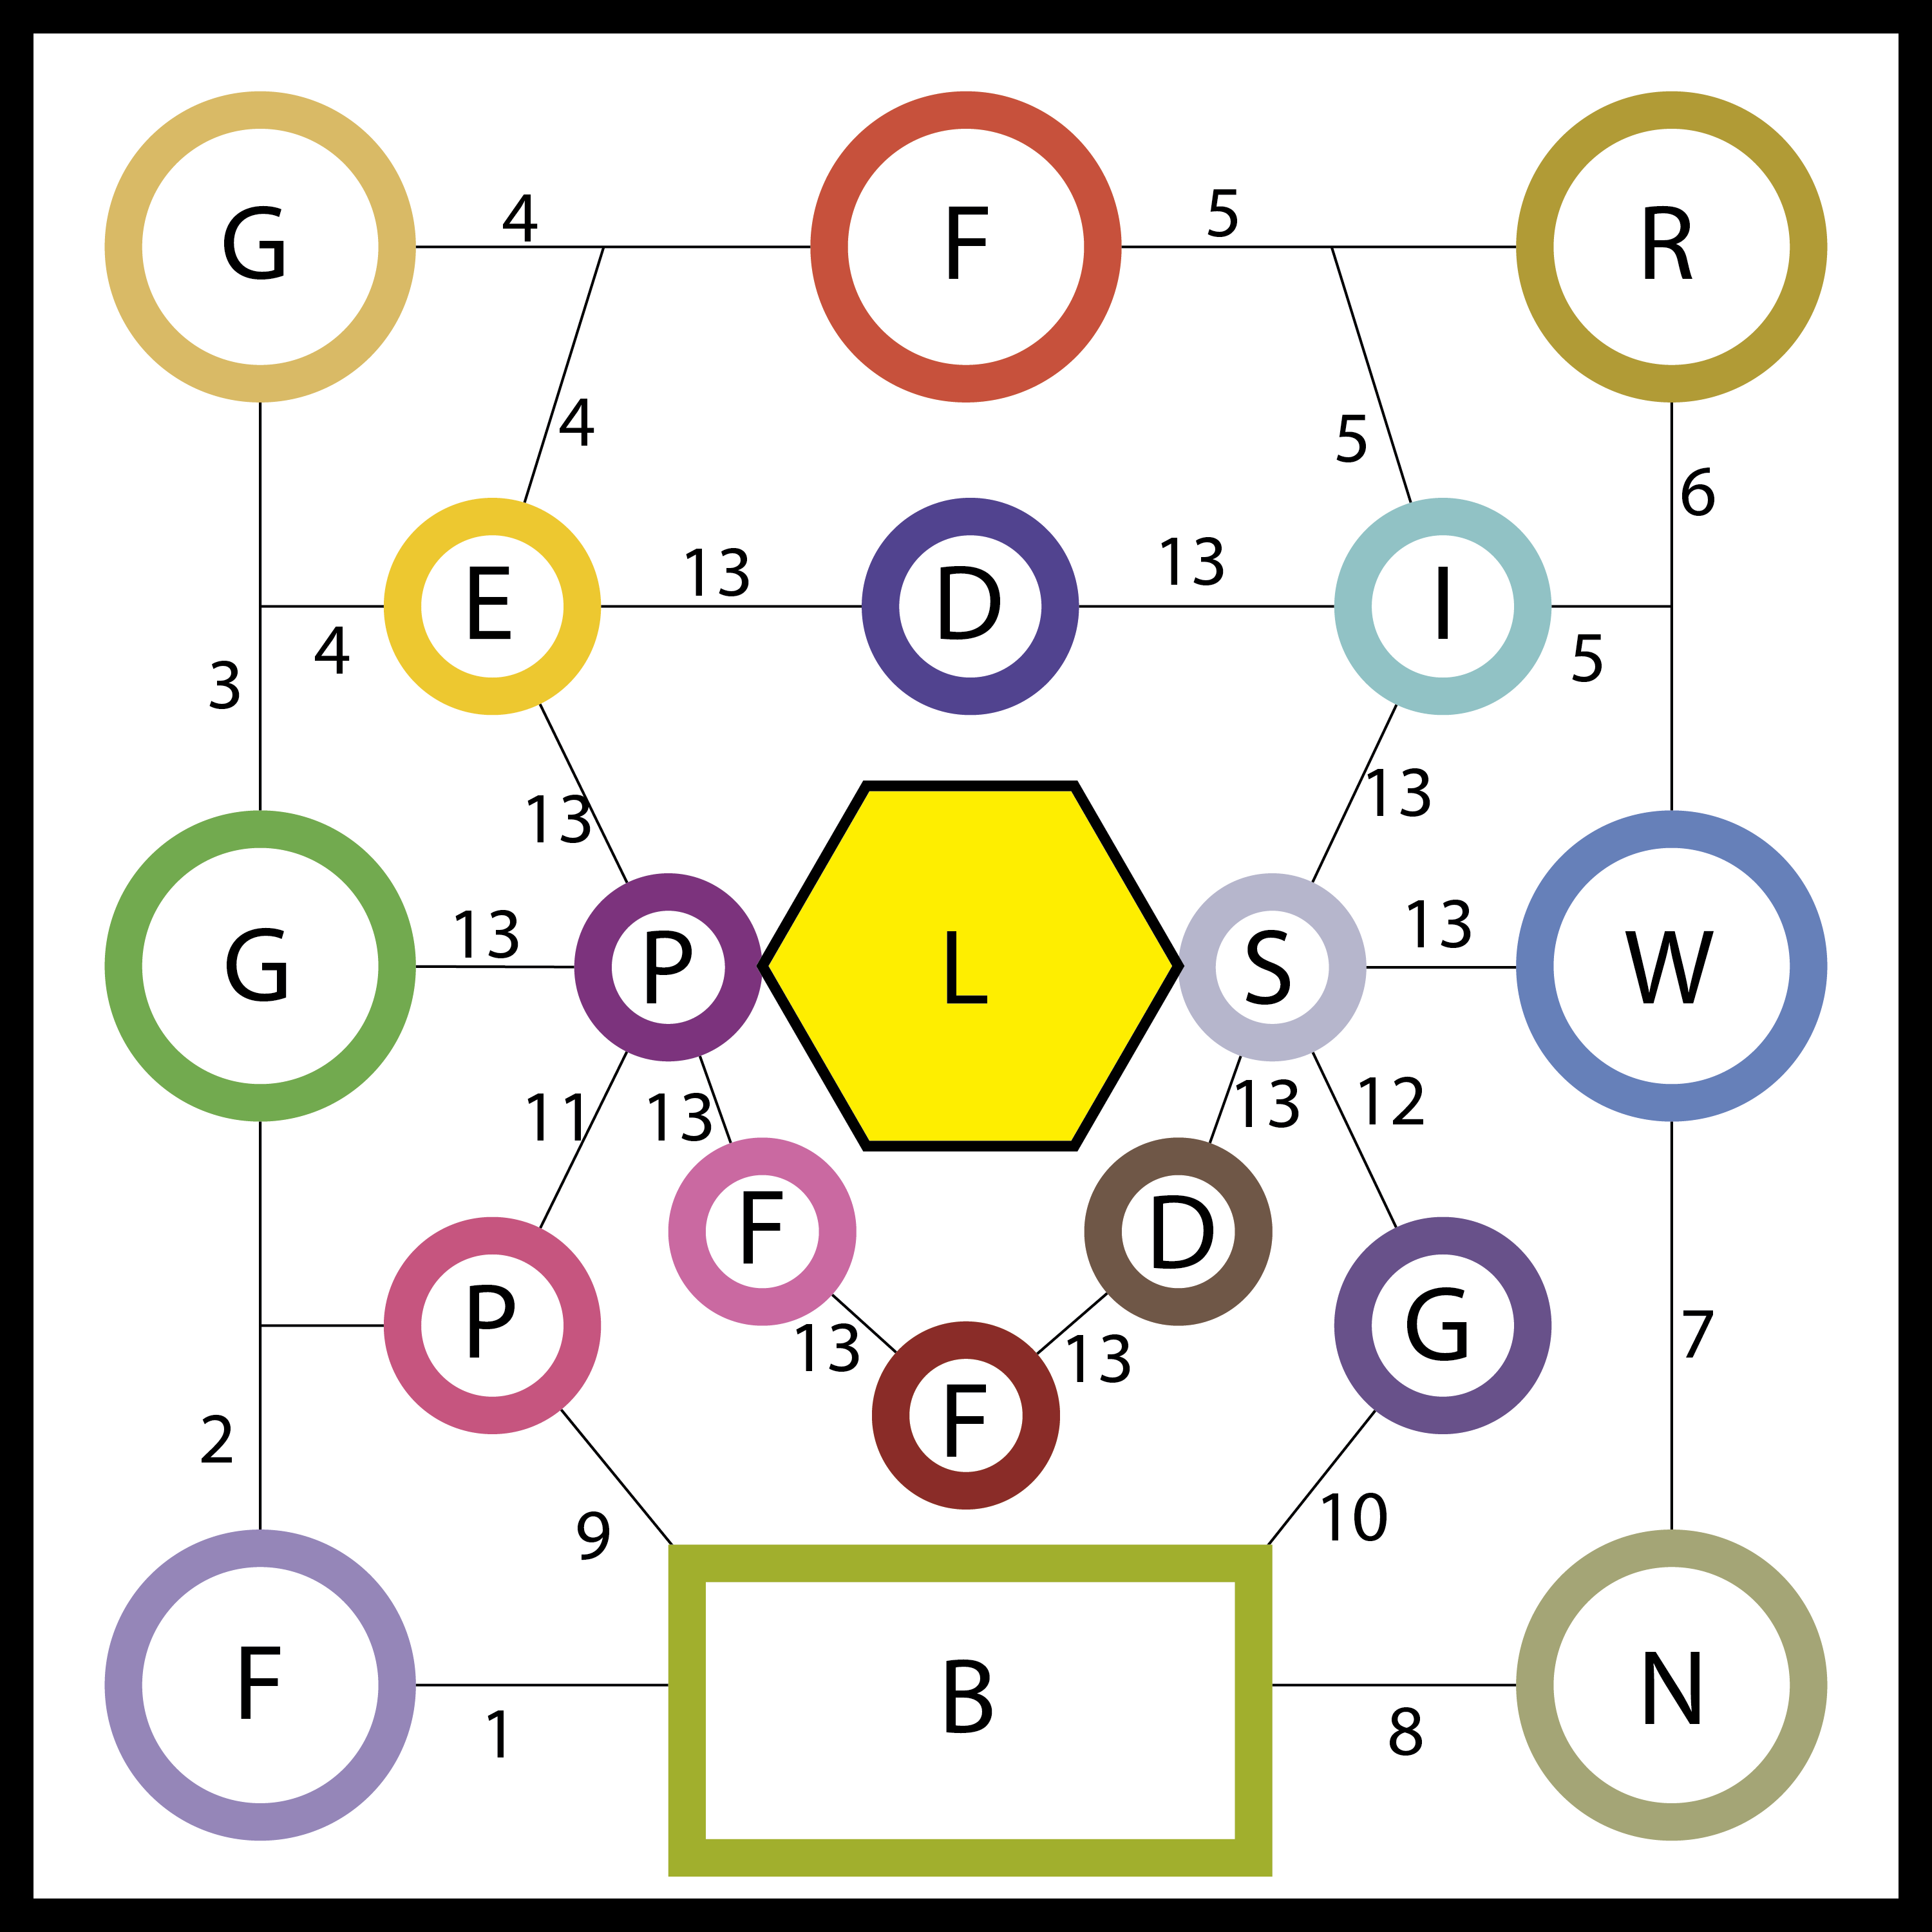 G 4 F 5 R
4 5
6
E 13 D 13 I
3 4 5
13 13
G 13 P L S 13 W
11 13 13 12
F D
P G
13 13 7
2 F
9 10
F B N
1 8